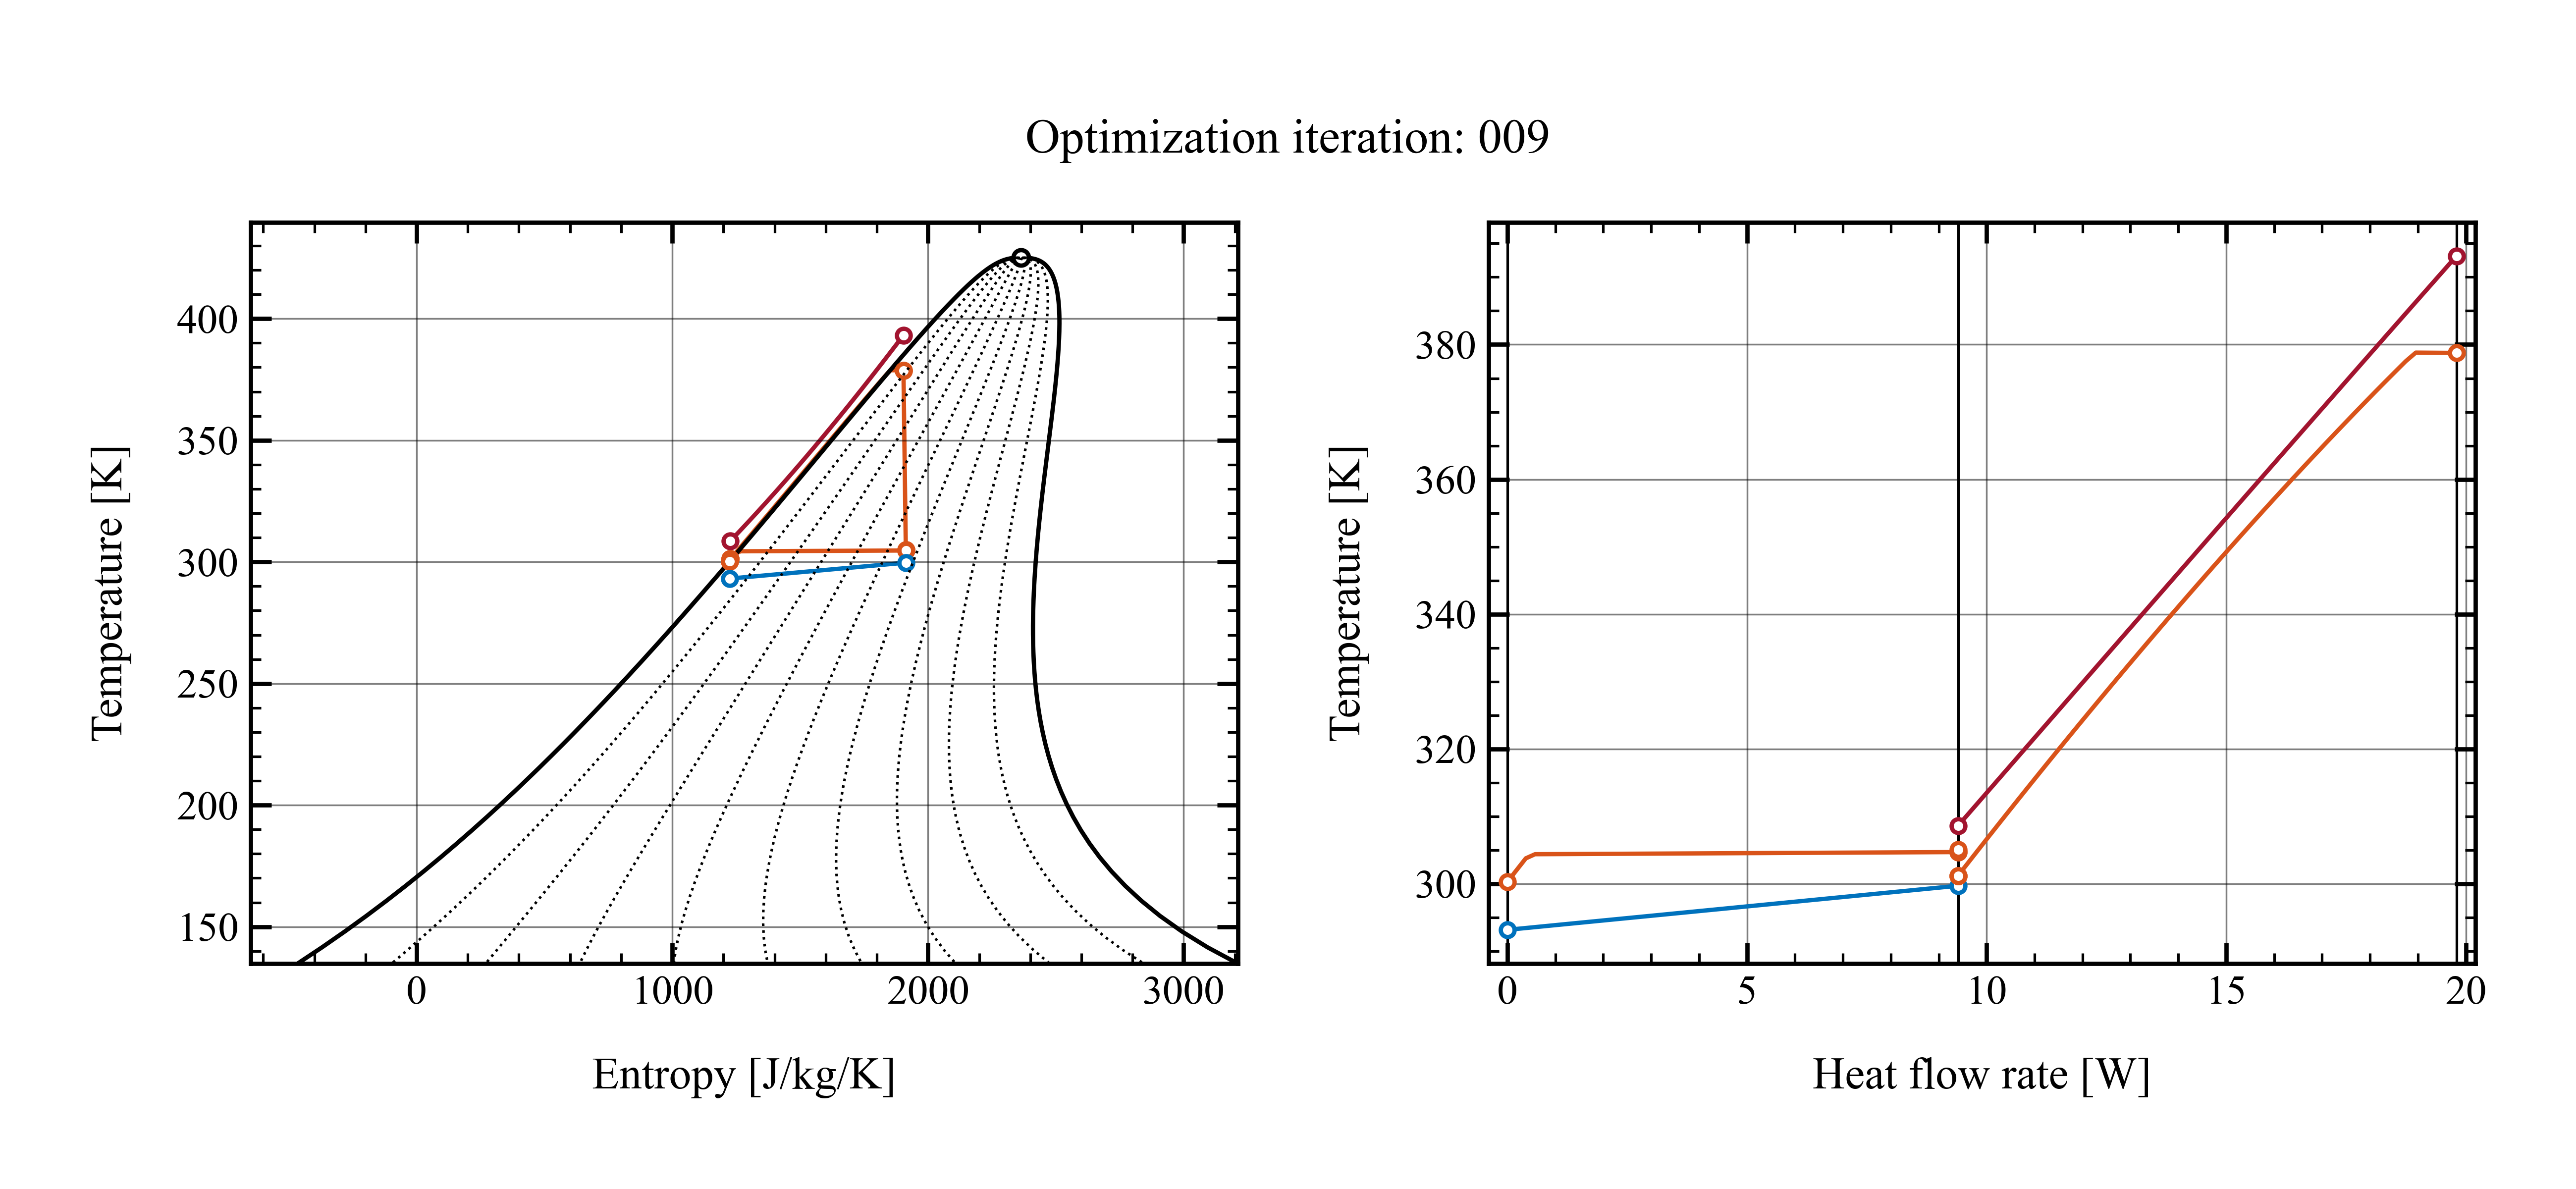 Optimization iteration: 009
Temperature [K]
400
350
300
250
200
150
0 1000 2000 3000
Entropy [J/kg/K]
Temperature [K]
380
360
340
320
300
0 5 10 15 20
Heat flow rate [W]